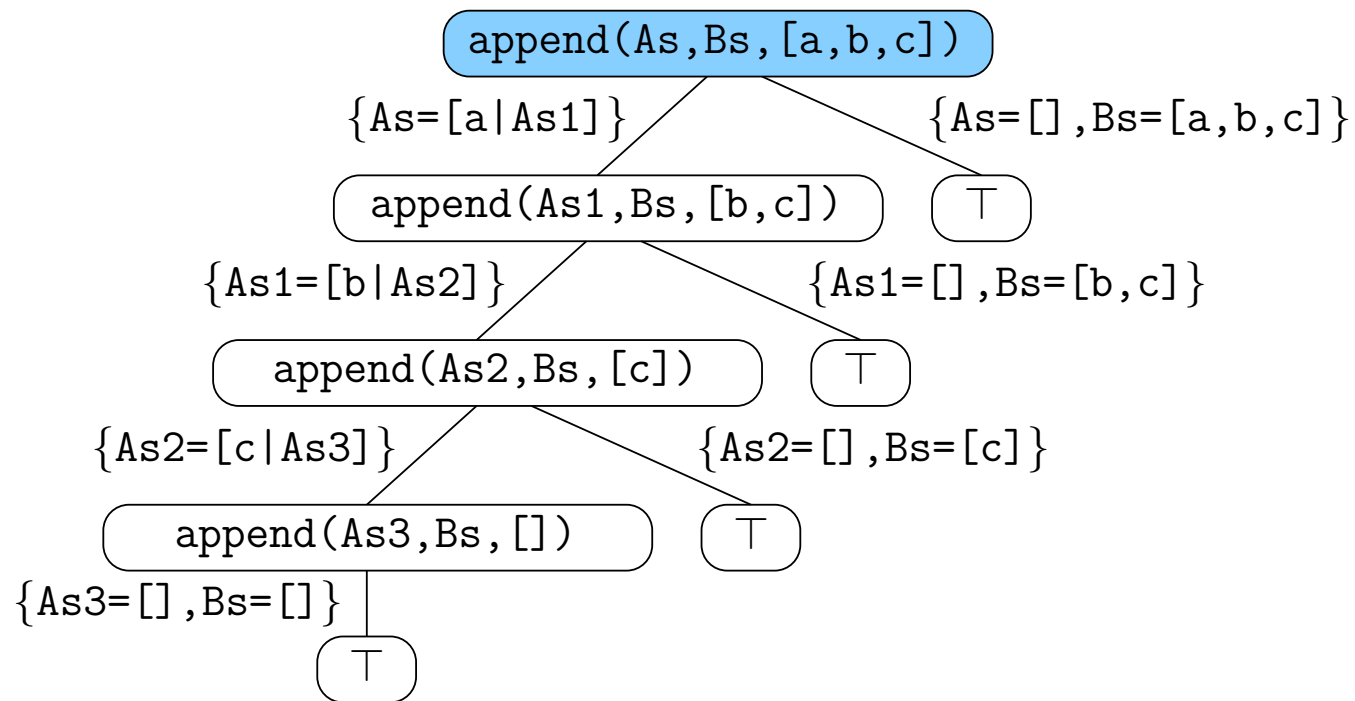 append(As,Bs,[a,b,c])
{As=[a|As1]} {As=[],Bs=[a,b,c]}
append(As1,Bs,[b,c]) ⊤
{As1=[b|As2]} {As1=[],Bs=[b,c]}
append(As2,Bs,[c]) ⊤
{As2=[c|As3]} {As2=[],Bs=[c]}
append(As3,Bs,[]) ⊤
{As3=[],Bs=[]}
⊤